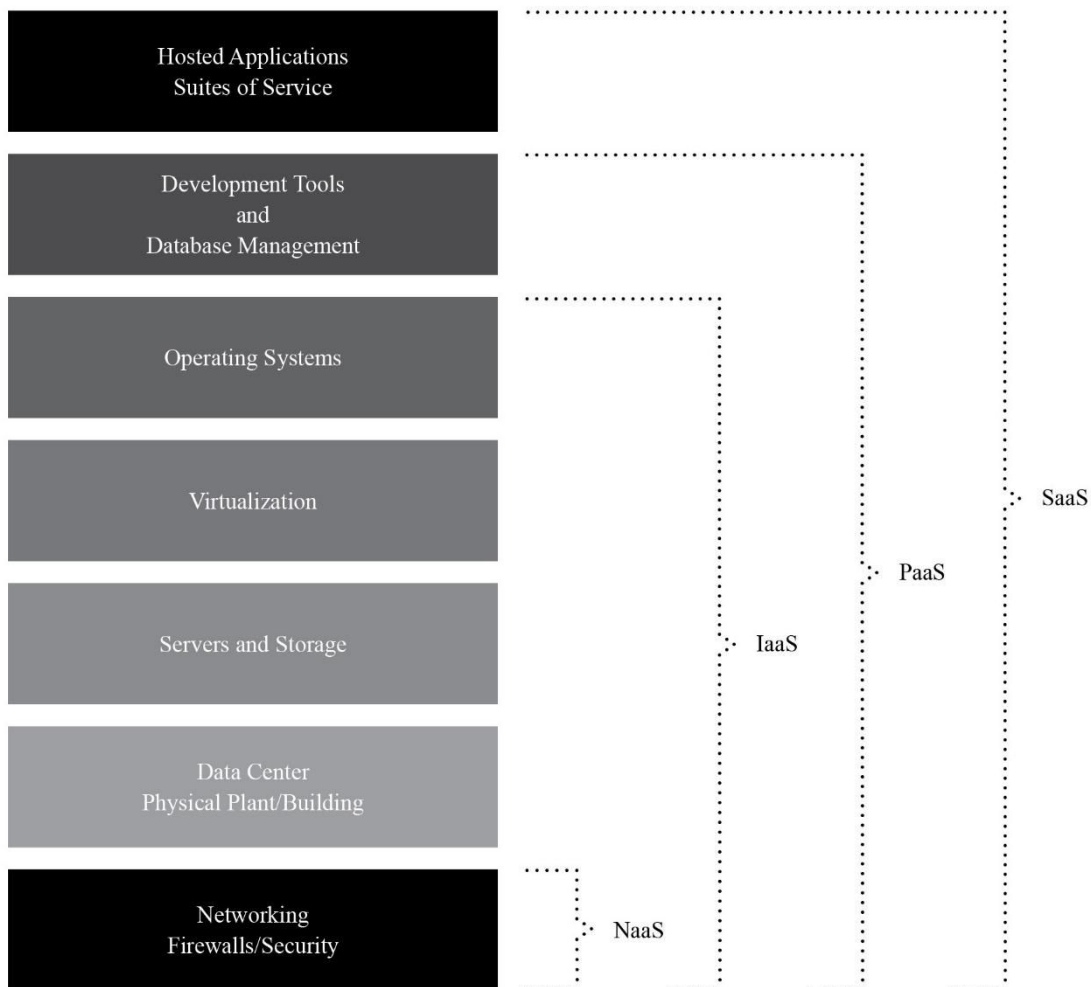 Hosted Applications
Suites of Service
Development Tools
and
Database Management
Operating Systems
Virtualization
SaaS
PaaS
Servers and Storage
IaaS
Data Center
Physical Plant/Building
Networking
Firewalls/Security
NaaS